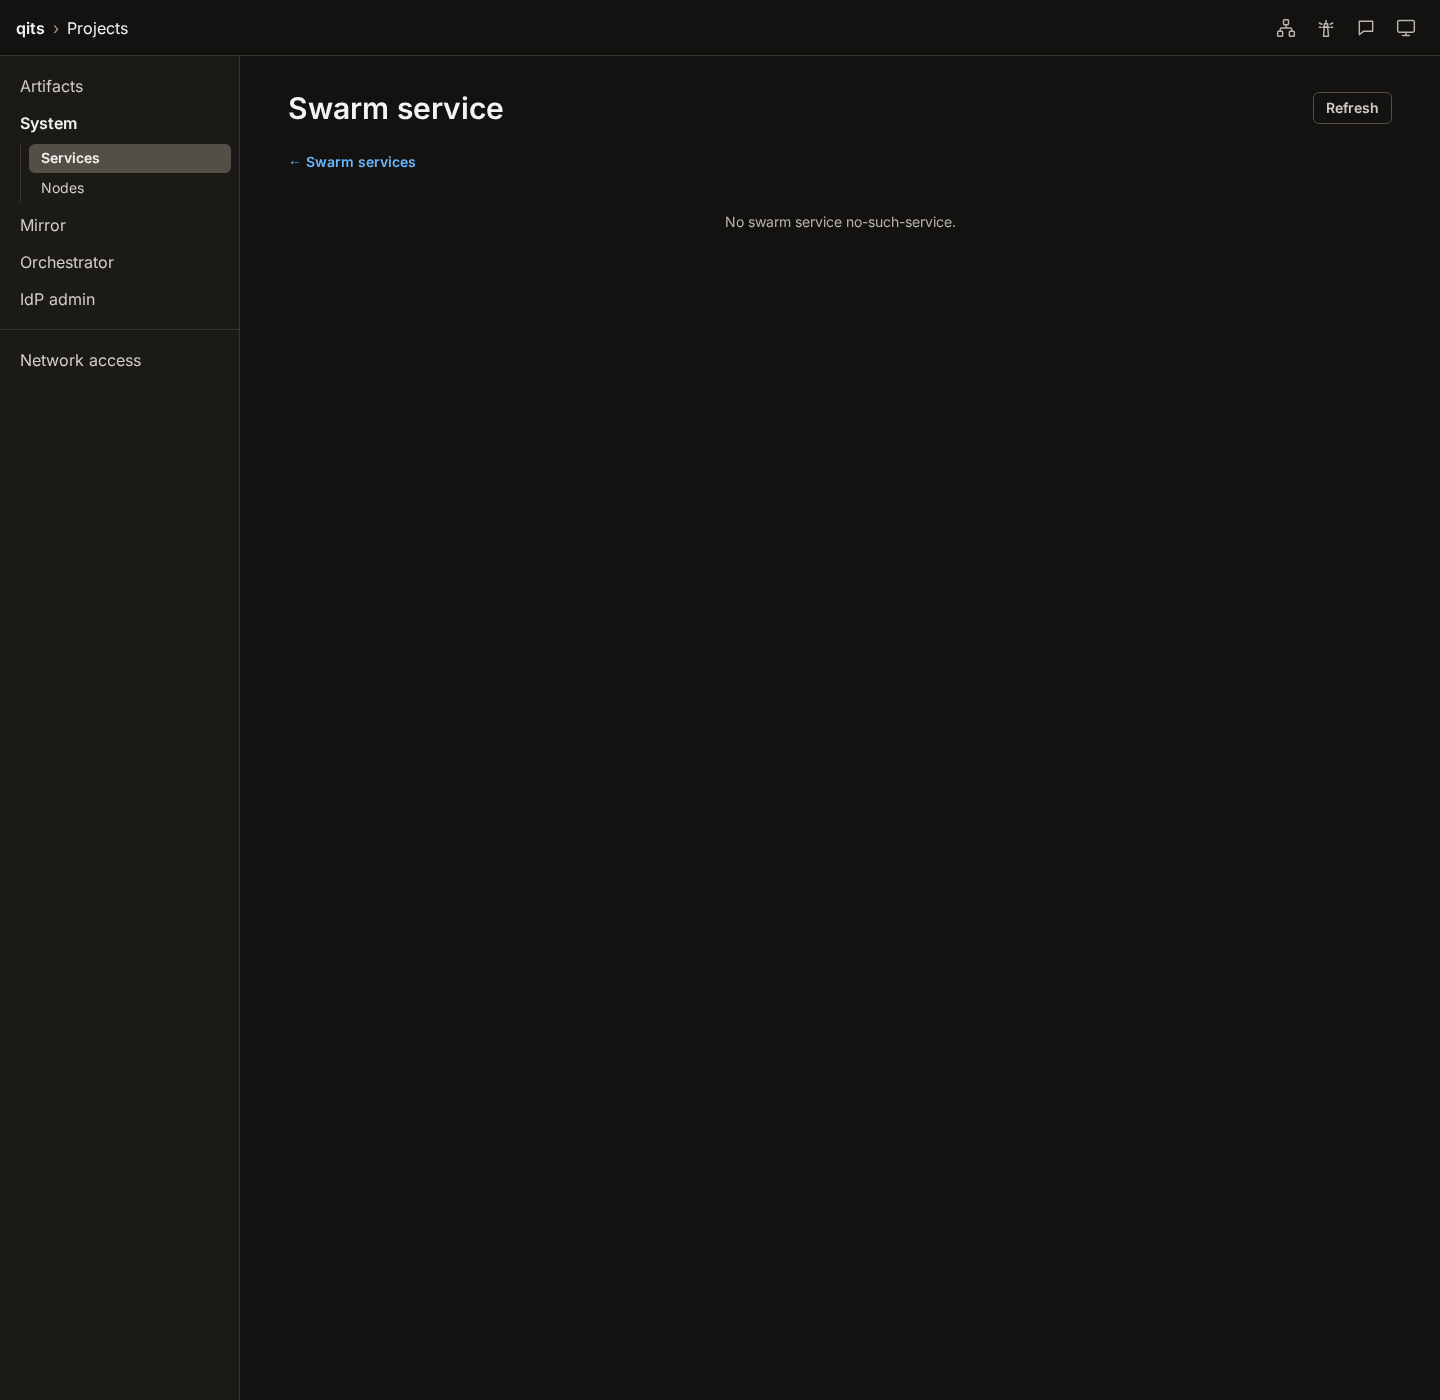 qits › Projects
Artifacts
System
Services
Nodes
Mirror
Orchestrator
IdP admin
Network access
Swarm service
Refresh
← Swarm services
No swarm service no-such-service.